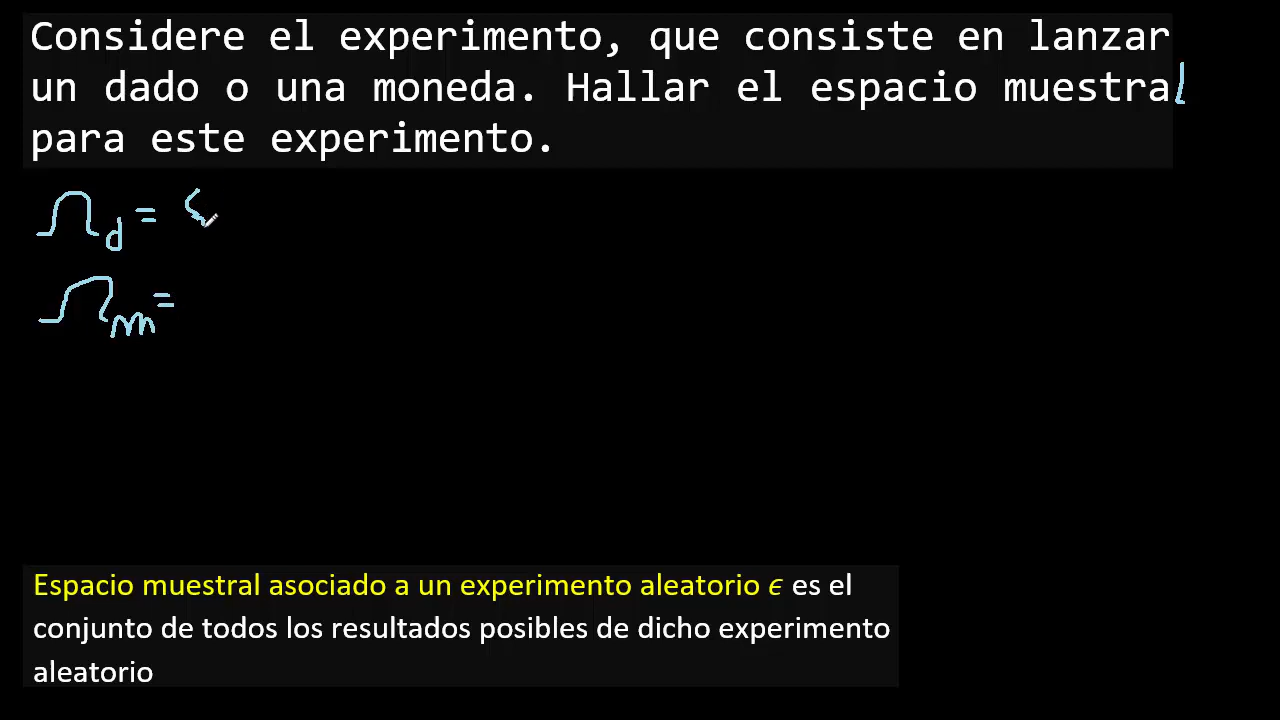 Considere el experimento, que consiste en lanzar
un dado o una moneda. Hallar el espacio muestral
para este experimento.
Ω_d = {
Ω_m =
Espacio muestral asociado a un experimento aleatorio ϵ es el
conjunto de todos los resultados posibles de dicho experimento
aleatorio